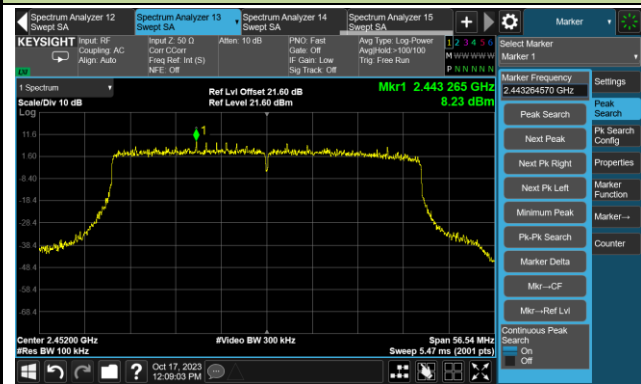 Spectrum Analyzer 12
Swept SA
Spectrum Analyzer 13
Swept SA
Spectrum Analyzer 14
Swept SA
Spectrum Analyzer 15
Swept SA
+
Marker
KEYSIGHT
Input: RF
Coupling: AC
Align: Auto
Input Z: 50 Ω
Corr CCorr
Freq Ref: Int (S)
NFE: Off
Atten: 10 dB
PNO: Fast
Gate: Off
IF Gain: Low
Sig Track: Off
Avg Type: Log-Power
Avg|Hold:>100/100
Trig: Free Run
1 2 3 4 5 6
M W W W W W
P N N N N N
LVI
Select Marker
Marker 1
1 Spectrum
Scale/Div 10 dB
Log
Ref Lvl Offset 21.60 dB
Ref Level 21.60 dBm
Mkr1 2.443 265 GHz
8.23 dBm
Marker Frequency
2.443264570 GHz
Settings
Peak Search
Next Peak
Next Pk Right
Next Pk Left
Minimum Peak
Pk-Pk Search
Marker Delta
Mkr→CF
Mkr→Ref Lvl
Continuous Peak
Search
On
Off
Peak
Search
Pk Search
Config
Properties
Marker
Function
Marker→
Counter
11.6
1.60
-8.40
-18.4
-28.4
-38.4
-48.4
-58.4
-68.4
1
Center 2.45200 GHz
#Res BW 100 kHz
#Video BW 300 kHz
Span 56.54 MHz
Sweep 5.47 ms (2001 pts)
?
Oct 17, 2023
12:09:03 PM